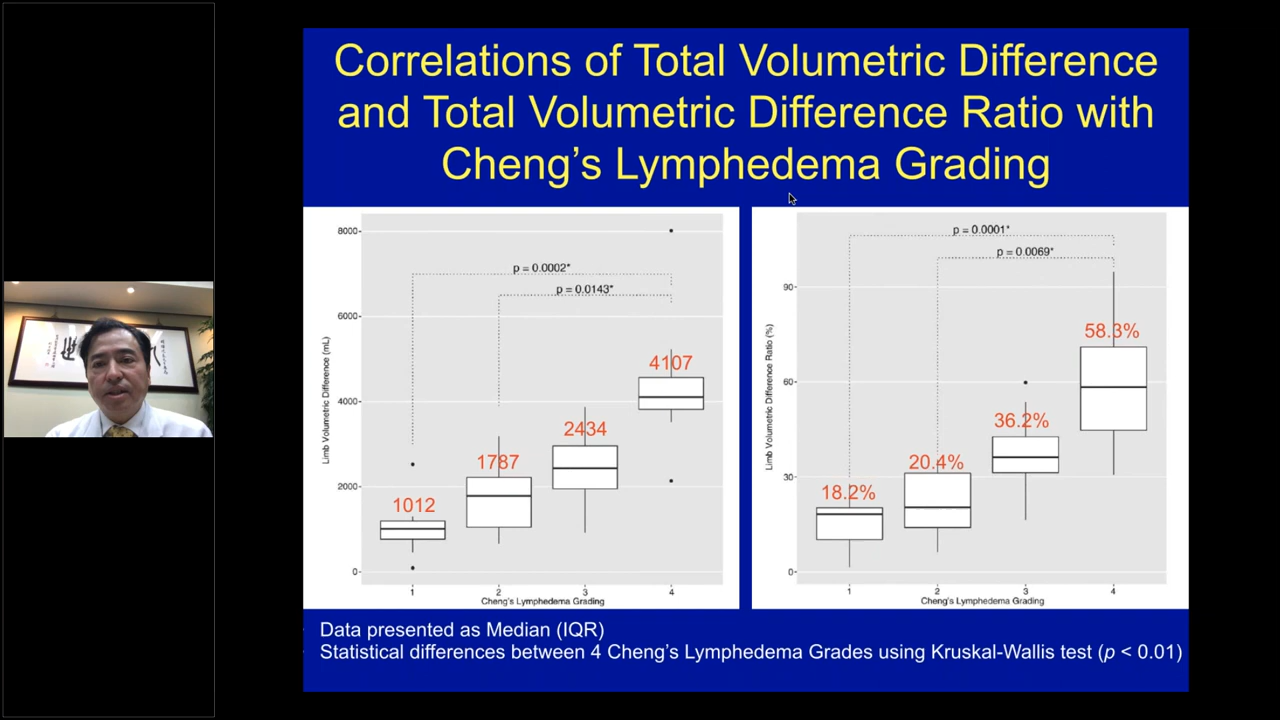 Correlations of Total Volumetric Difference
and Total Volumetric Difference Ratio with
Cheng's Lymphedema Grading
8000
6000
4000
2000
0
Limb Volumetric Difference (mL)
p = 0.0002*
p = 0.0143*
1012
1787
2434
4107
1
2
3
4
Cheng's Lymphedema Grading
90
60
30
0
Limb Volumetric Difference Ratio (%)
p = 0.0001*
p = 0.0069*
18.2%
20.4%
36.2%
58.3%
1
2
3
4
Cheng's Lymphedema Grading
Data presented as Median (IQR)
Statistical differences between 4 Cheng's Lymphedema Grades using Kruskal-Wallis test (p < 0.01)